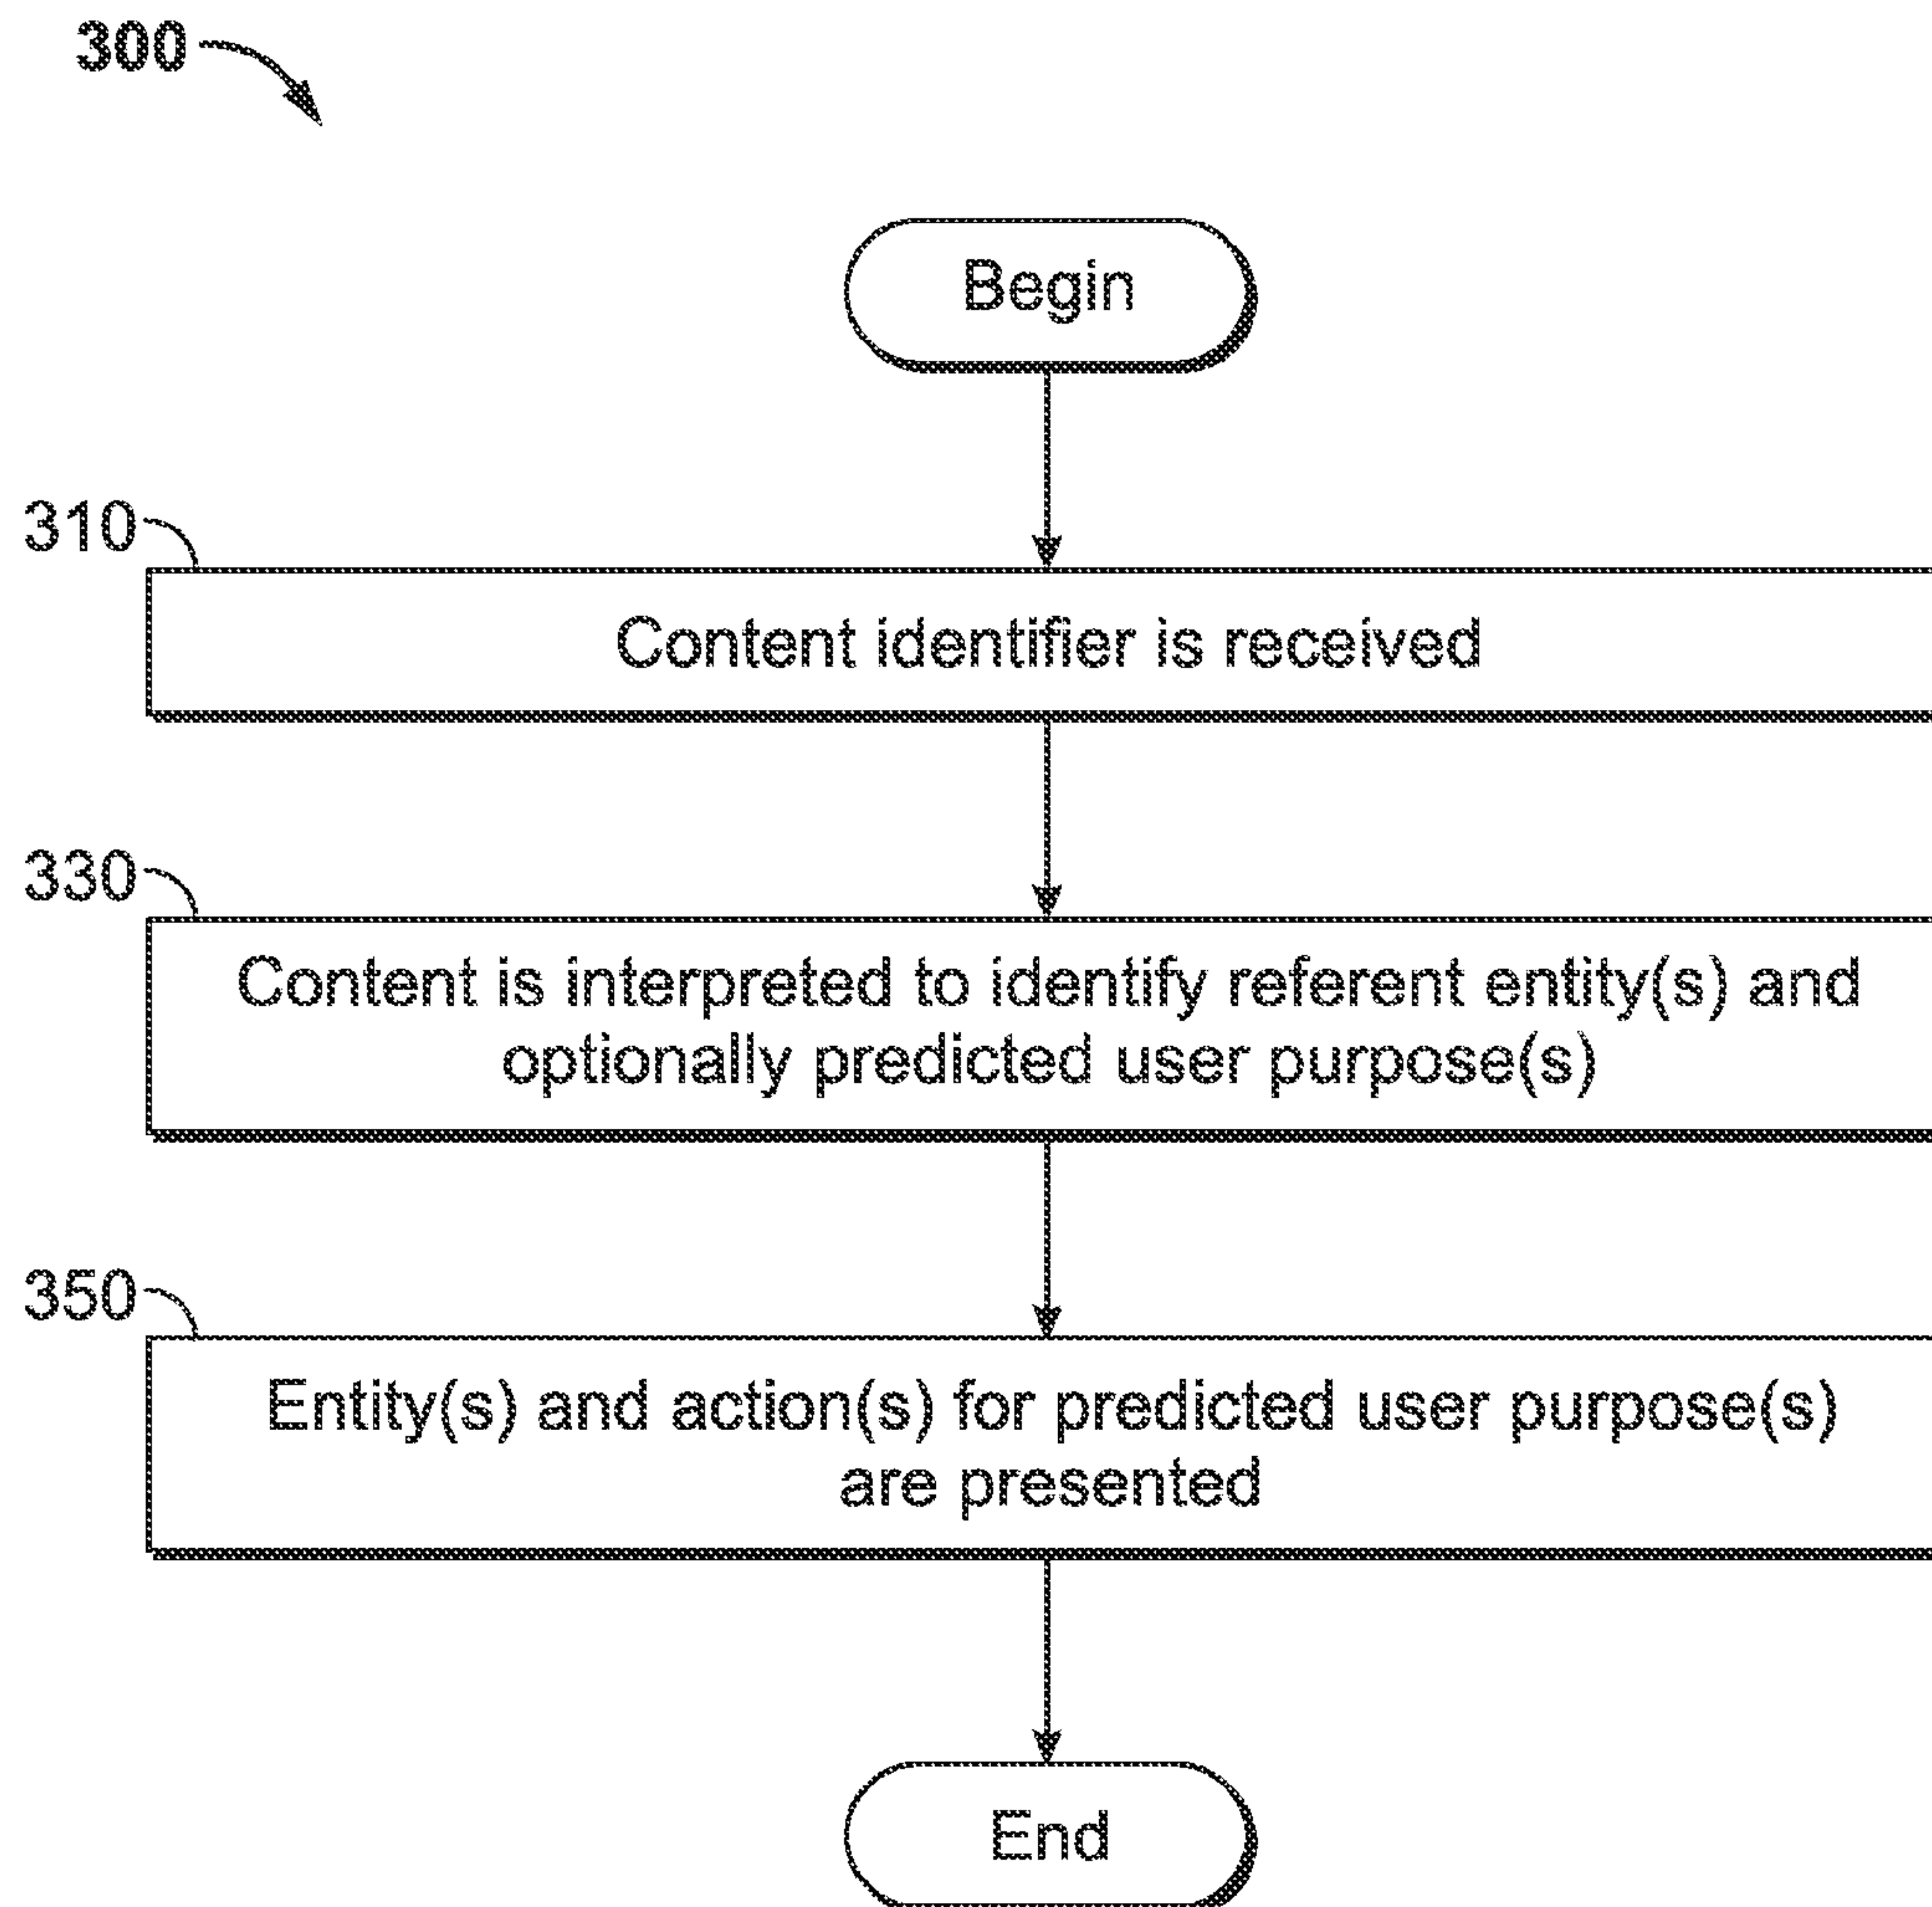 300
Begin
310
Content identifier is received
330
Content is interpreted to identify referent entity(s) and
optionally predicted user purpose(s)
350
Entity(s) and action(s) for predicted user purpose(s)
are presented
End